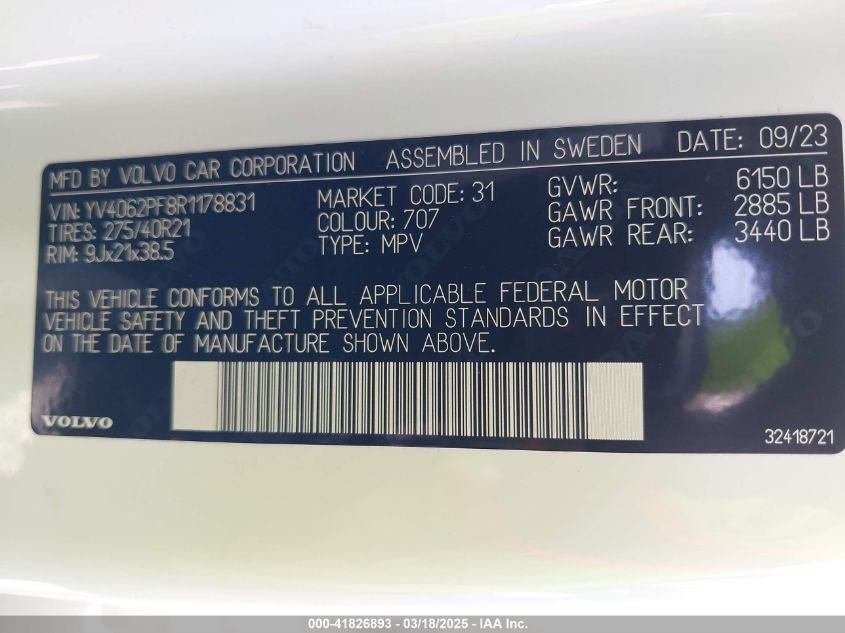 MFD BY VOLVO CAR CORPORATION ASSEMBLED IN SWEDEN DATE: 09/23
VIN: YV4062PF8R1178831 MARKET CODE: 31 GVWR: 6150 LB
TIRES: 275/40R21 COLOUR: 707 GAWR FRONT: 2885 LB
RIM: 9Jx21x38.5 TYPE: MPV GAWR REAR: 3440 LB
THIS VEHICLE CONFORMS TO ALL APPLICABLE FEDERAL MOTOR
VEHICLE SAFETY AND THEFT PREVENTION STANDARDS IN EFFECT
ON THE DATE OF MANUFACTURE SHOWN ABOVE.
VOLVO
32418721
000-41826893 - 03/18/2025 - IAA Inc.